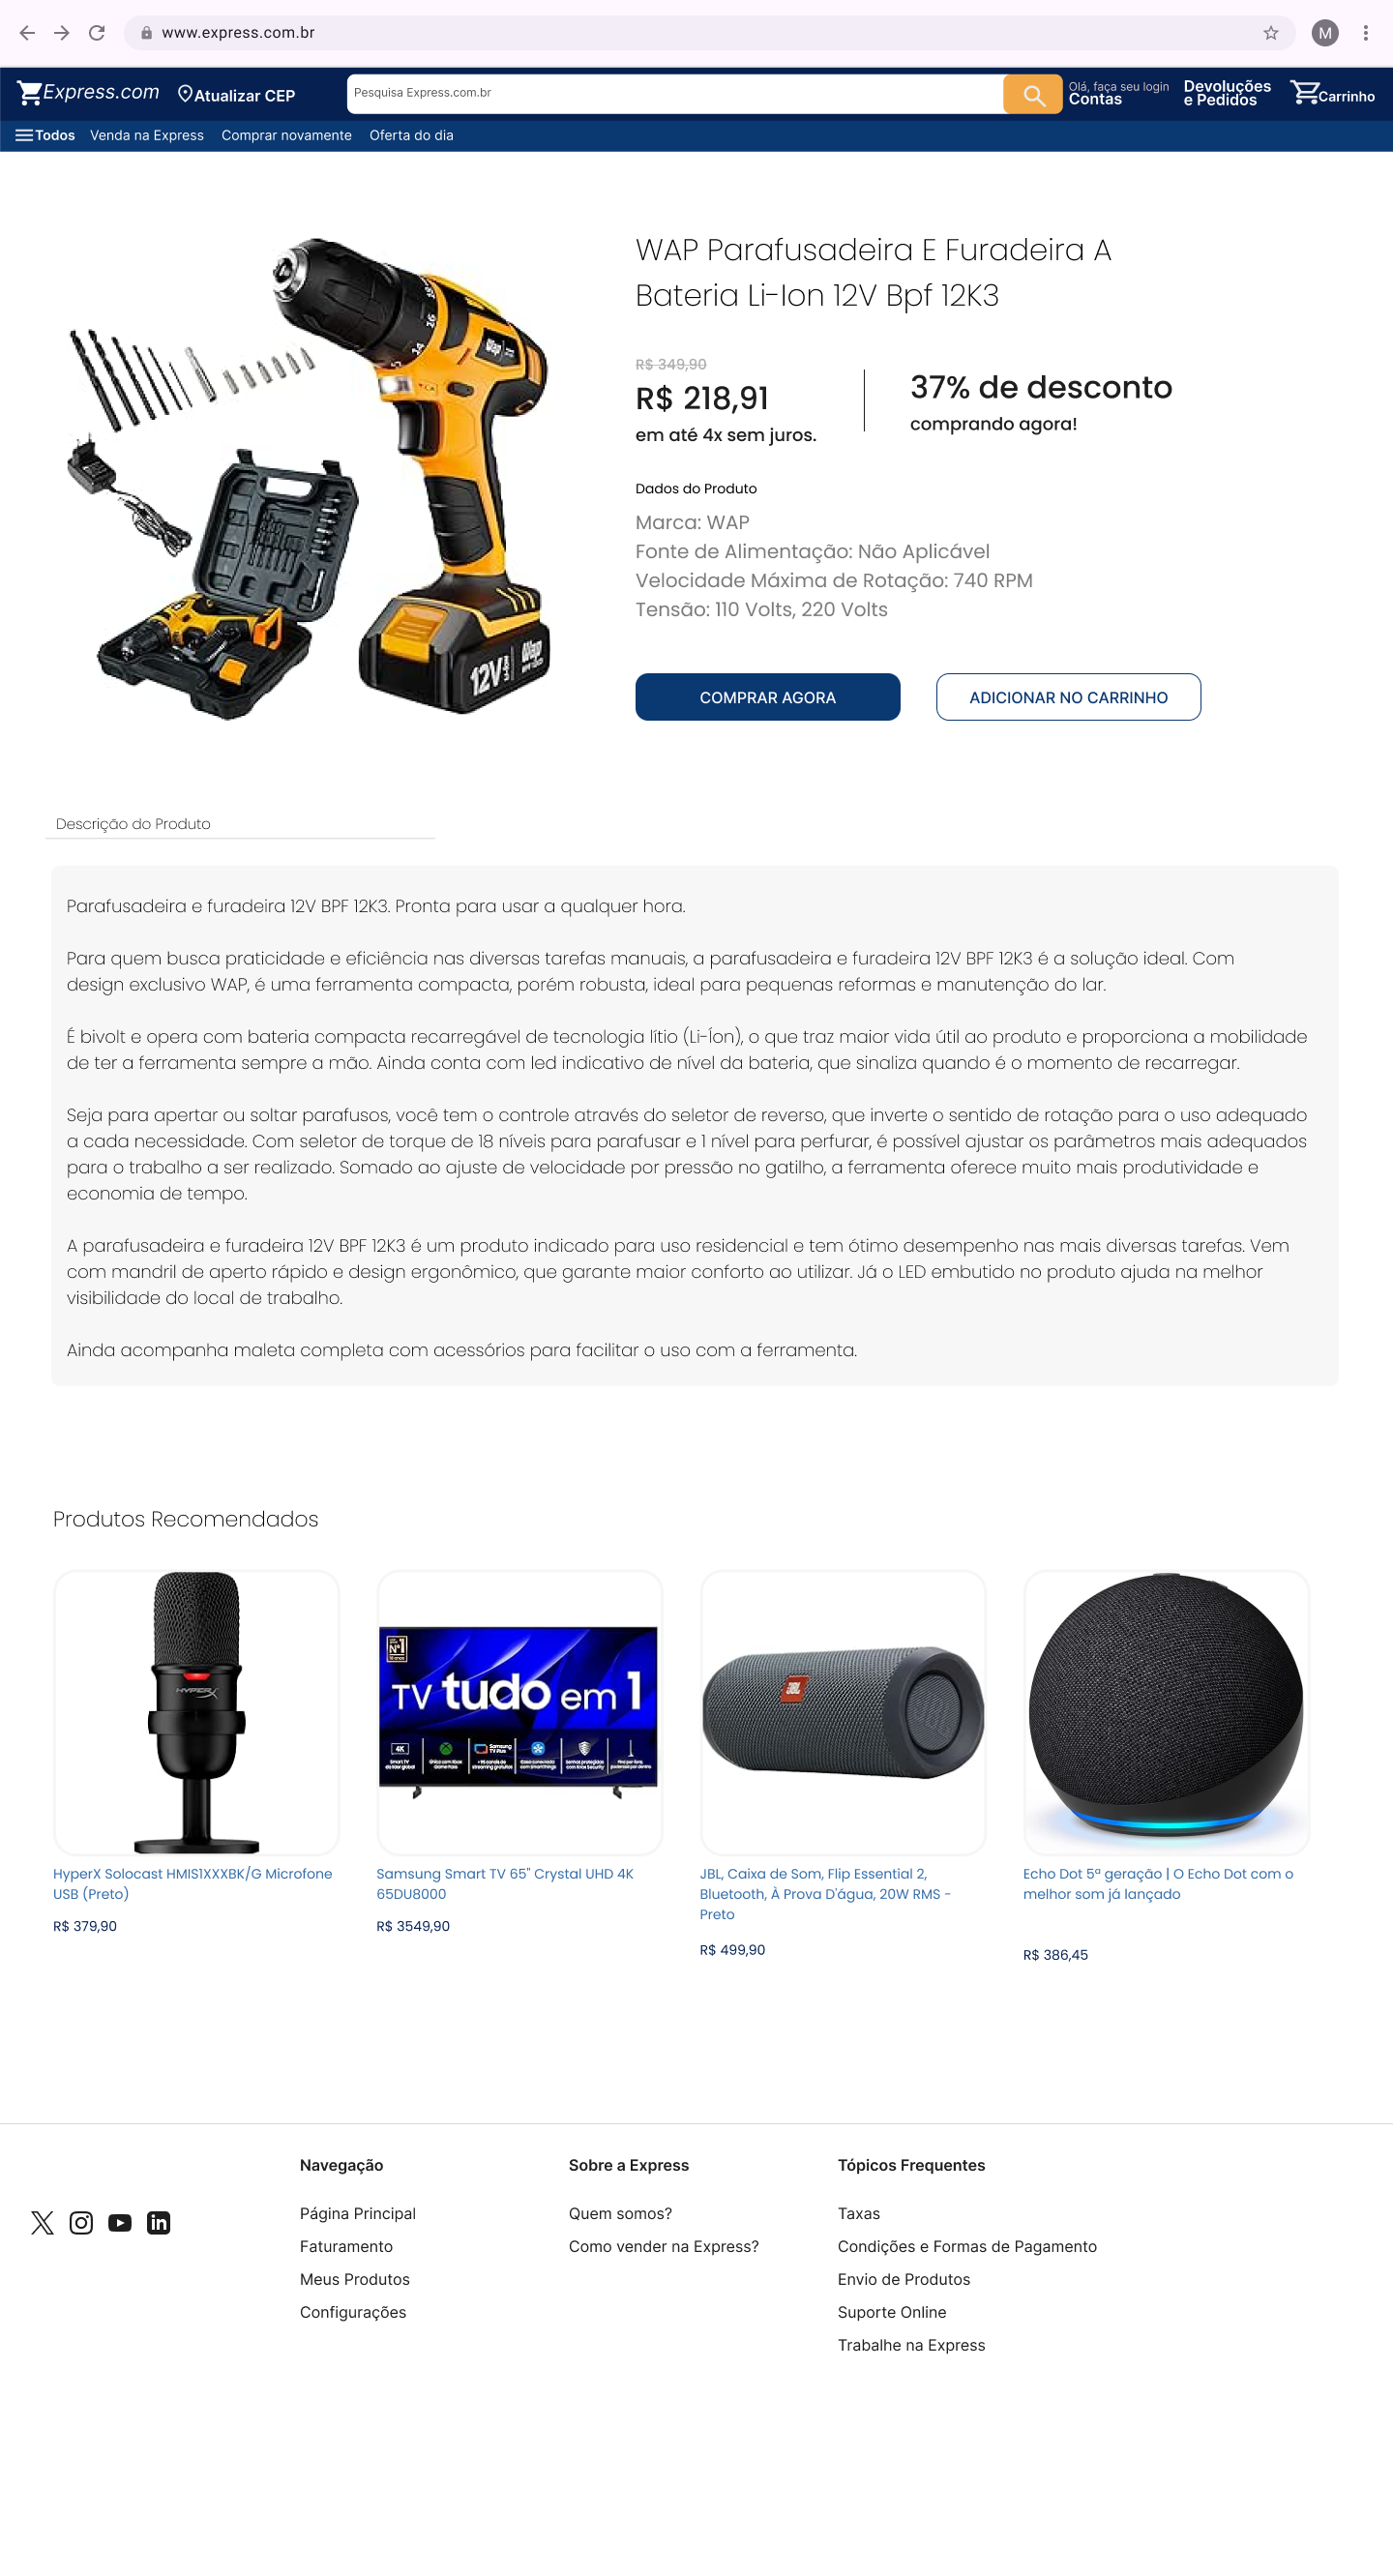 www.express.com.br
M
Express.com
Atualizar CEP
Pesquisa Express.com.br
Olá, faça seu login
Contas
Devoluções
e Pedidos
Carrinho
Todos
Venda na Express
Comprar novamente
Oferta do dia
WAP Parafusadeira E Furadeira A
Bateria Li-Ion 12V Bpf 12K3
R$ 349,90
R$ 218,91
em até 4x sem juros.
37% de desconto
comprando agora!
Dados do Produto
Marca: WAP
Fonte de Alimentação: Não Aplicável
Velocidade Máxima de Rotação: 740 RPM
Tensão: 110 Volts, 220 Volts
16
14
Wap
12V
Li-Ion
Wap
COMPRAR AGORA
ADICIONAR NO CARRINHO
Descrição do Produto
Parafusadeira e furadeira 12V BPF 12K3. Pronta para usar a qualquer hora.
Para quem busca praticidade e eficiência nas diversas tarefas manuais, a parafusadeira e furadeira 12V BPF 12K3 é a solução ideal. Com
design exclusivo WAP, é uma ferramenta compacta, porém robusta, ideal para pequenas reformas e manutenção do lar.
É bivolt e opera com bateria compacta recarregável de tecnologia lítio (Li-Íon), o que traz maior vida útil ao produto e proporciona a mobilidade
de ter a ferramenta sempre a mão. Ainda conta com led indicativo de nível da bateria, que sinaliza quando é o momento de recarregar.
Seja para apertar ou soltar parafusos, você tem o controle através do seletor de reverso, que inverte o sentido de rotação para o uso adequado
a cada necessidade. Com seletor de torque de 18 níveis para parafusar e 1 nível para perfurar, é possível ajustar os parâmetros mais adequados
para o trabalho a ser realizado. Somado ao ajuste de velocidade por pressão no gatilho, a ferramenta oferece muito mais produtividade e
economia de tempo.
A parafusadeira e furadeira 12V BPF 12K3 é um produto indicado para uso residencial e tem ótimo desempenho nas mais diversas tarefas. Vem
com mandril de aperto rápido e design ergonômico, que garante maior conforto ao utilizar. Já o LED embutido no produto ajuda na melhor
visibilidade do local de trabalho.
Ainda acompanha maleta completa com acessórios para facilitar o uso com a ferramenta.
Produtos Recomendados
HYPERX
Nº1
TV tudo em 1
4K
Samsung TV Plus
JBL
JBL
HyperX Solocast HMIS1XXXBK/G Microfone
USB (Preto)
R$ 379,90
Samsung Smart TV 65" Crystal UHD 4K
65DU8000
R$ 3549,90
JBL, Caixa de Som, Flip Essential 2,
Bluetooth, À Prova D'água, 20W RMS -
Preto
R$ 499,90
Echo Dot 5ª geração | O Echo Dot com o
melhor som já lançado
R$ 386,45
Navegação
Página Principal
Faturamento
Meus Produtos
Configurações
Sobre a Express
Quem somos?
Como vender na Express?
Tópicos Frequentes
Taxas
Condições e Formas de Pagamento
Envio de Produtos
Suporte Online
Trabalhe na Express